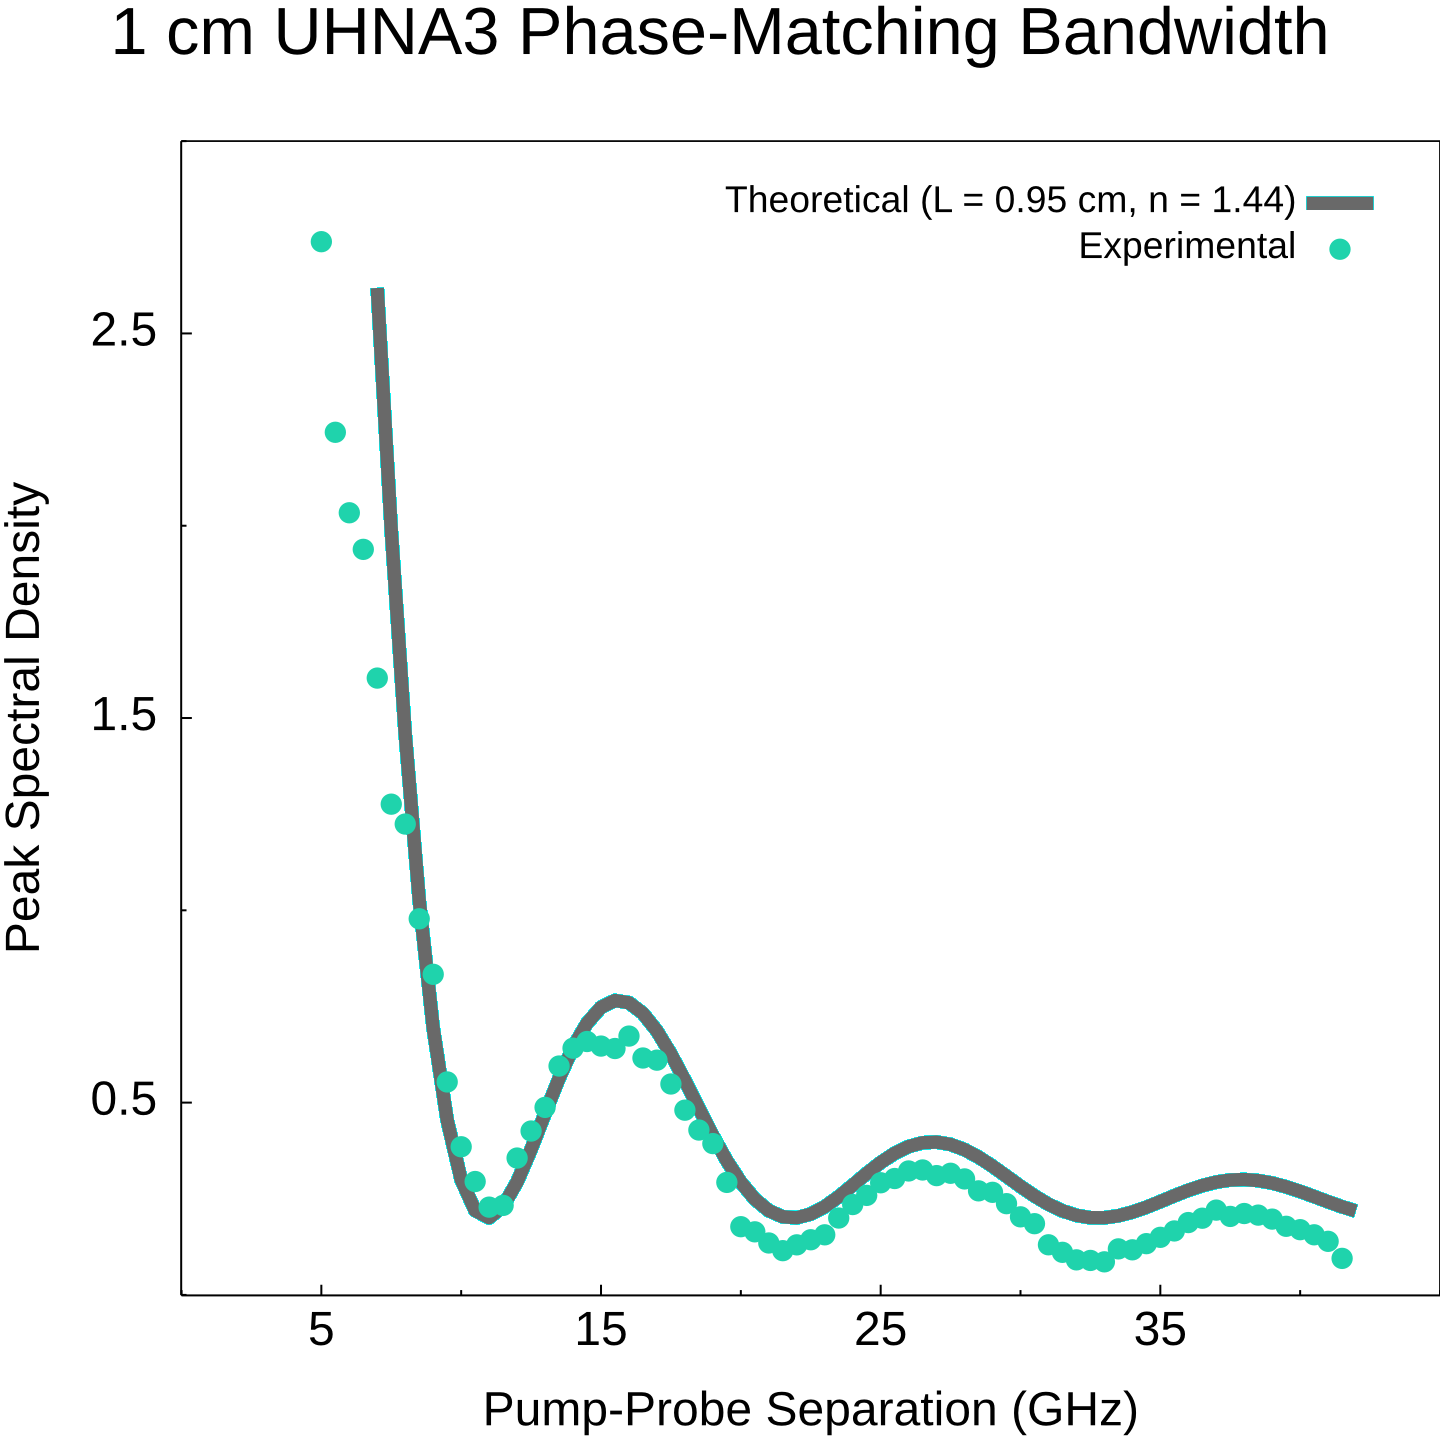 1 cm UHNA3 Phase-Matching Bandwidth
Theoretical (L = 0.95 cm, n = 1.44)
Experimental
2.5
1.5
0.5
Peak Spectral Density
5 15 25 35
Pump-Probe Separation (GHz)